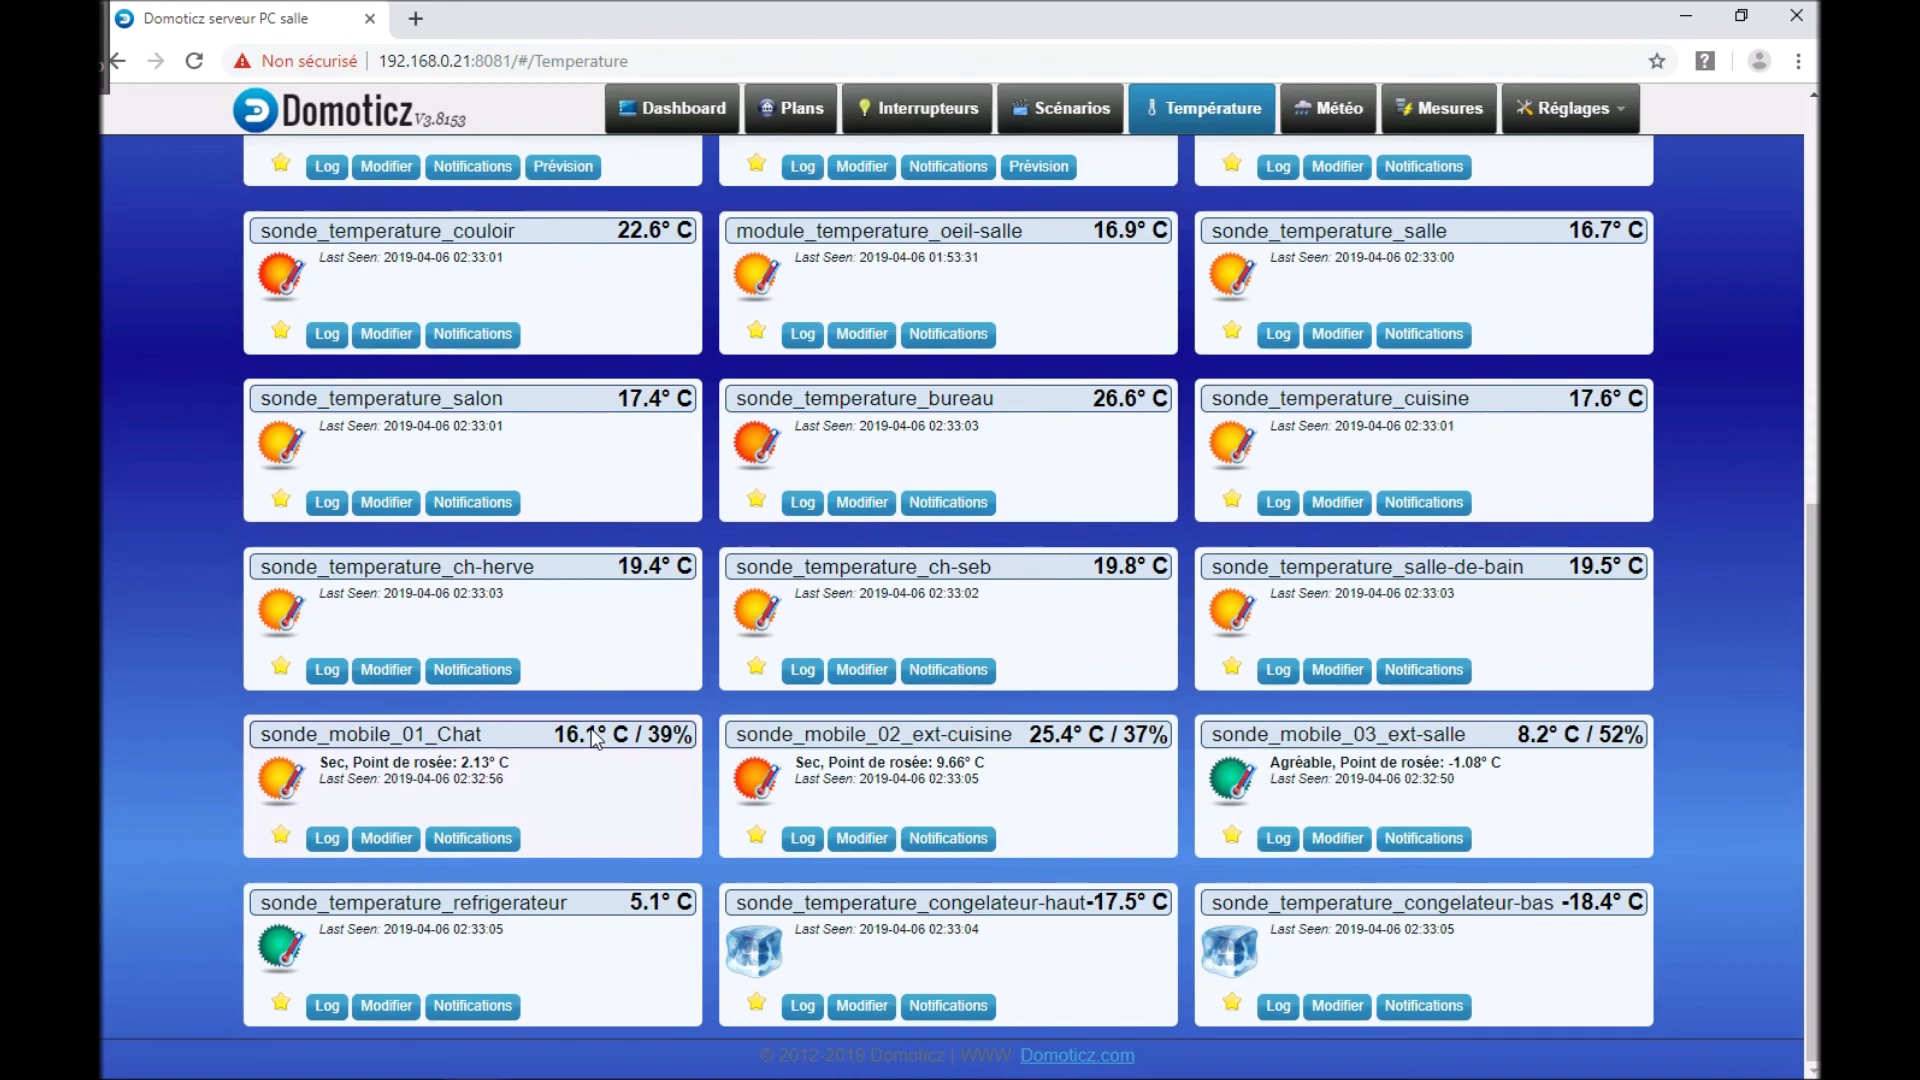 Domoticz serveur PC salle
Non sécurisé 192.168.0.21:8081/#/Temperature
Domoticz V3.8153
Dashboard Plans Interrupteurs Scénarios Température Météo Mesures Réglages
Log Modifier Notifications Prévision Log Modifier Notifications Prévision Log Modifier Notifications
sonde_temperature_couloir 22.6° C module_temperature_oeil-salle 16.9° C sonde_temperature_salle 16.7° C
Last Seen: 2019-04-06 02:33:01 Last Seen: 2019-04-06 01:53:31 Last Seen: 2019-04-06 02:33:00
Log Modifier Notifications Log Modifier Notifications Log Modifier Notifications
sonde_temperature_salon 17.4° C sonde_temperature_bureau 26.6° C sonde_temperature_cuisine 17.6° C
Last Seen: 2019-04-06 02:33:01 Last Seen: 2019-04-06 02:33:03 Last Seen: 2019-04-06 02:33:01
Log Modifier Notifications Log Modifier Notifications Log Modifier Notifications
sonde_temperature_ch-herve 19.4° C sonde_temperature_ch-seb 19.8° C sonde_temperature_salle-de-bain 19.5° C
Last Seen: 2019-04-06 02:33:03 Last Seen: 2019-04-06 02:33:02 Last Seen: 2019-04-06 02:33:03
Log Modifier Notifications Log Modifier Notifications Log Modifier Notifications
sonde_mobile_01_Chat 16.1° C / 39% sonde_mobile_02_ext-cuisine 25.4° C / 37% sonde_mobile_03_ext-salle 8.2° C / 52%
Sec, Point de rosée: 2.13° C Sec, Point de rosée: 9.66° C Agréable, Point de rosée: -1.08° C
Last Seen: 2019-04-06 02:32:56 Last Seen: 2019-04-06 02:33:05 Last Seen: 2019-04-06 02:32:50
Log Modifier Notifications Log Modifier Notifications Log Modifier Notifications
sonde_temperature_refrigerateur 5.1° C sonde_temperature_congelateur-haut -17.5° C sonde_temperature_congelateur-bas -18.4° C
Last Seen: 2019-04-06 02:33:05 Last Seen: 2019-04-06 02:33:04 Last Seen: 2019-04-06 02:33:05
Log Modifier Notifications Log Modifier Notifications Log Modifier Notifications
© 2012-2019 Domoticz | WWW Domoticz.com